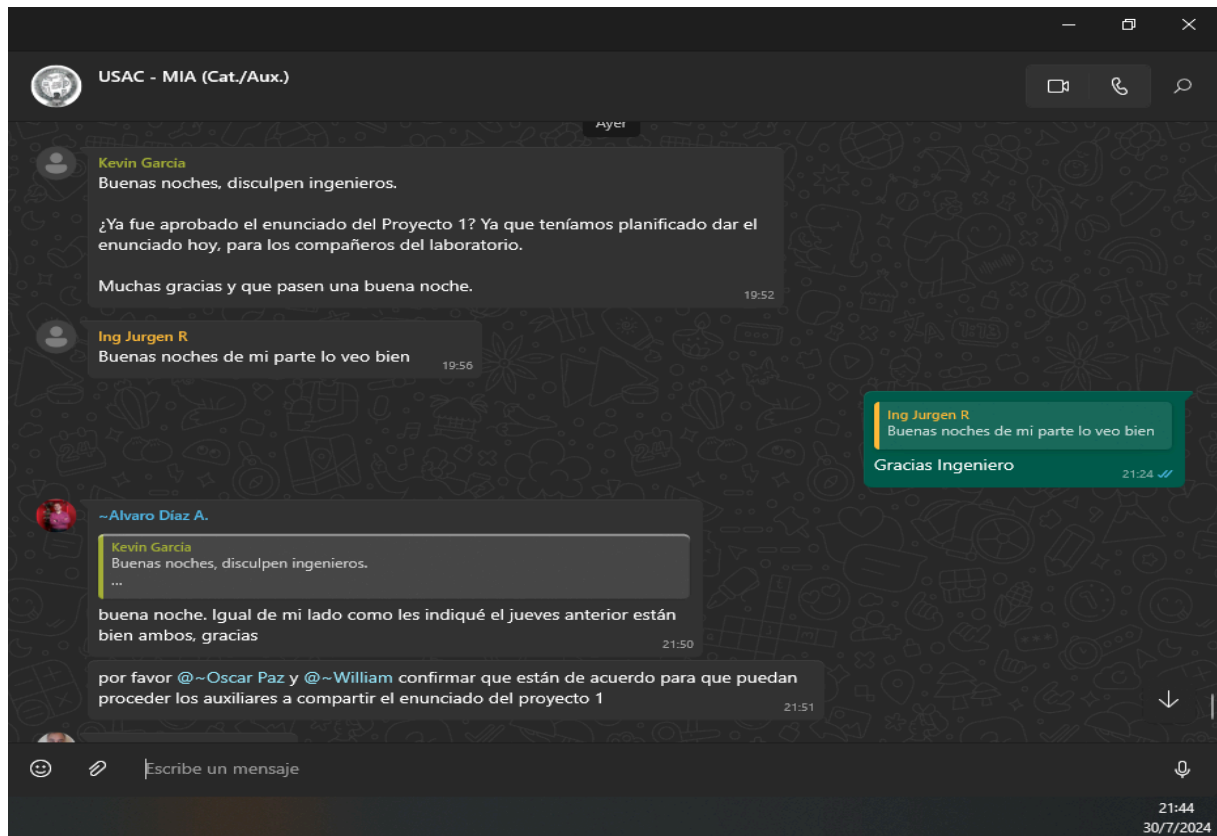 USAC - MIA (Cat./Aux.)
Ayer
Kevin Garcia
Buenas noches, disculpen ingenieros.
¿Ya fue aprobado el enunciado del Proyecto 1? Ya que teníamos planificado dar el
enunciado hoy, para los compañeros del laboratorio.
Muchas gracias y que pasen una buena noche.
19:52
Ing Jurgen R
Buenas noches de mi parte lo veo bien
19:56
Ing Jurgen R
Buenas noches de mi parte lo veo bien
Gracias Ingeniero
21:24
~Alvaro Díaz A.
Kevin Garcia
Buenas noches, disculpen ingenieros.
...
buena noche. Igual de mi lado como les indiqué el jueves anterior están
bien ambos, gracias
21:50
por favor @~Oscar Paz y @~William confirmar que están de acuerdo para que puedan
proceder los auxiliares a compartir el enunciado del proyecto 1
21:51
Escribe un mensaje
21:44
30/7/2024